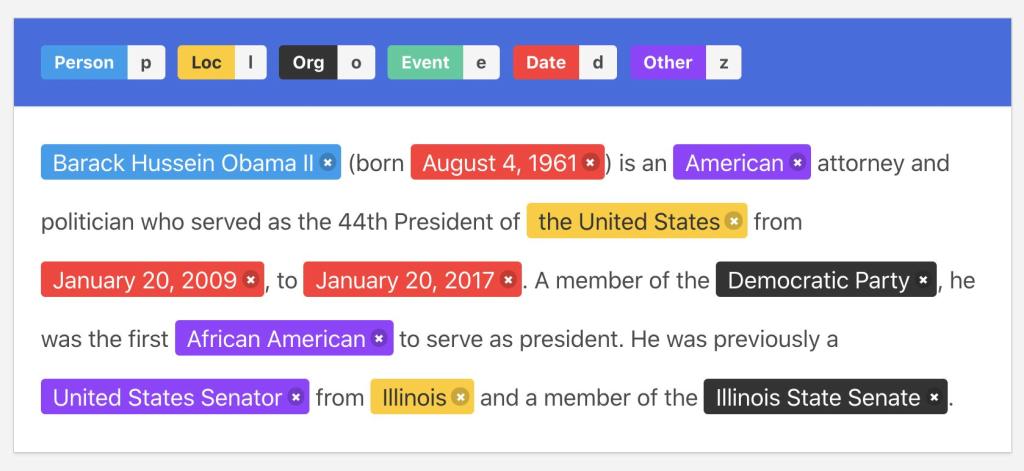 Person p Loc l Org o Event e Date d Other z
Barack Hussein Obama II (born August 4, 1961) is an American attorney and
politician who served as the 44th President of the United States from
January 20, 2009, to January 20, 2017. A member of the Democratic Party, he
was the first African American to serve as president. He was previously a
United States Senator from Illinois and a member of the Illinois State Senate.